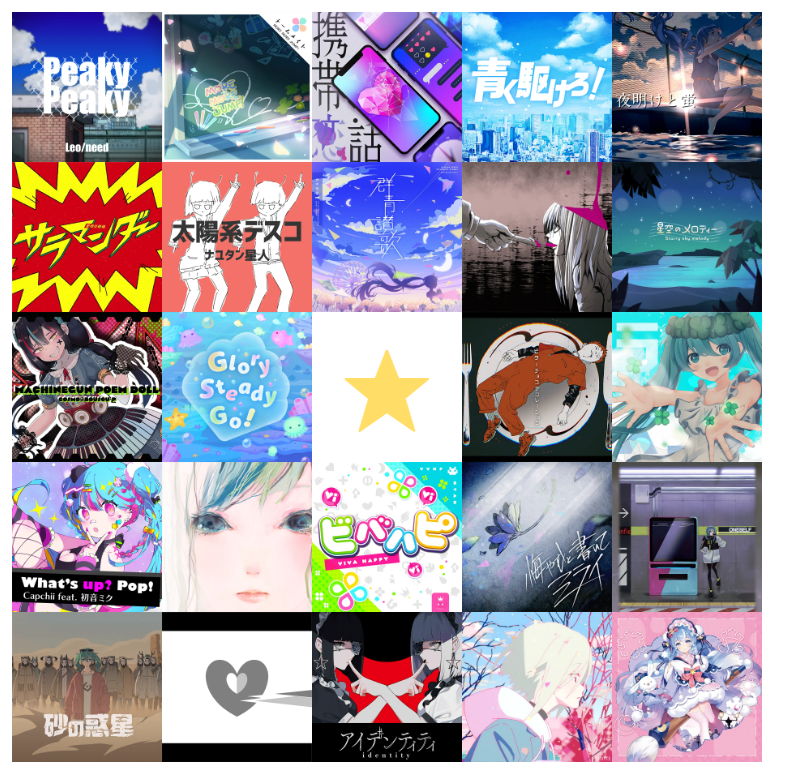 Peaky
Peaky
Leo/need
携帯恋話
青く駆けろ!
夜明けと蛍
サラマンダー
太陽系デスコ
ナユタン星人
群青讃歌
星空のメロディー
Starry sky melody
MACHINEGUN POEM DOLL
Glory
Steady
Go!
What's up? Pop!
Capchii feat. 初音ミク
ビバハピ
VIVA HAPPY
悔やむと書いてミライ
ONESELF
砂の惑星
アイデンティティ
identity